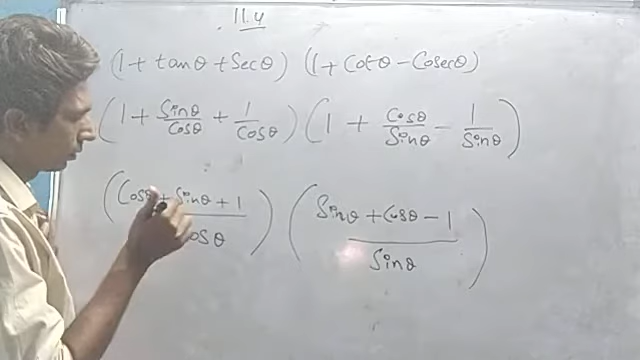 11.4
(1 + tanθ + Secθ) (1 + Cotθ - Cosecθ)
(1 + Sinθ/Cosθ + 1/Cosθ) (1 + Cosθ/Sinθ - 1/Sinθ)
(Cosθ + Sinθ + 1 / Cosθ) (Sinθ + Cosθ - 1 / Sinθ)